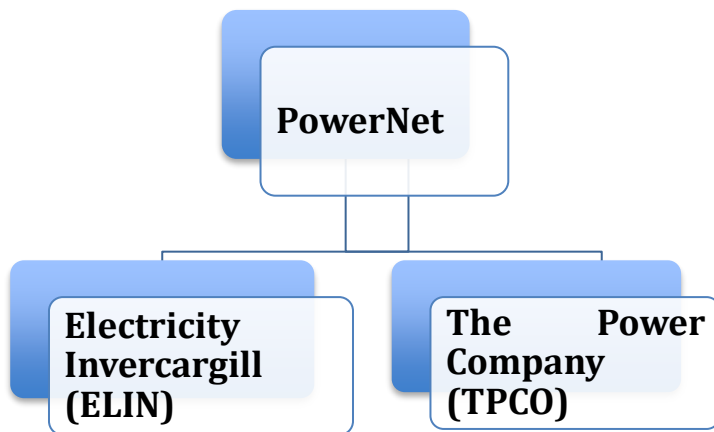 PowerNet
Electricity
Invercargill
(ELIN)
The Power
Company
(TPCO)